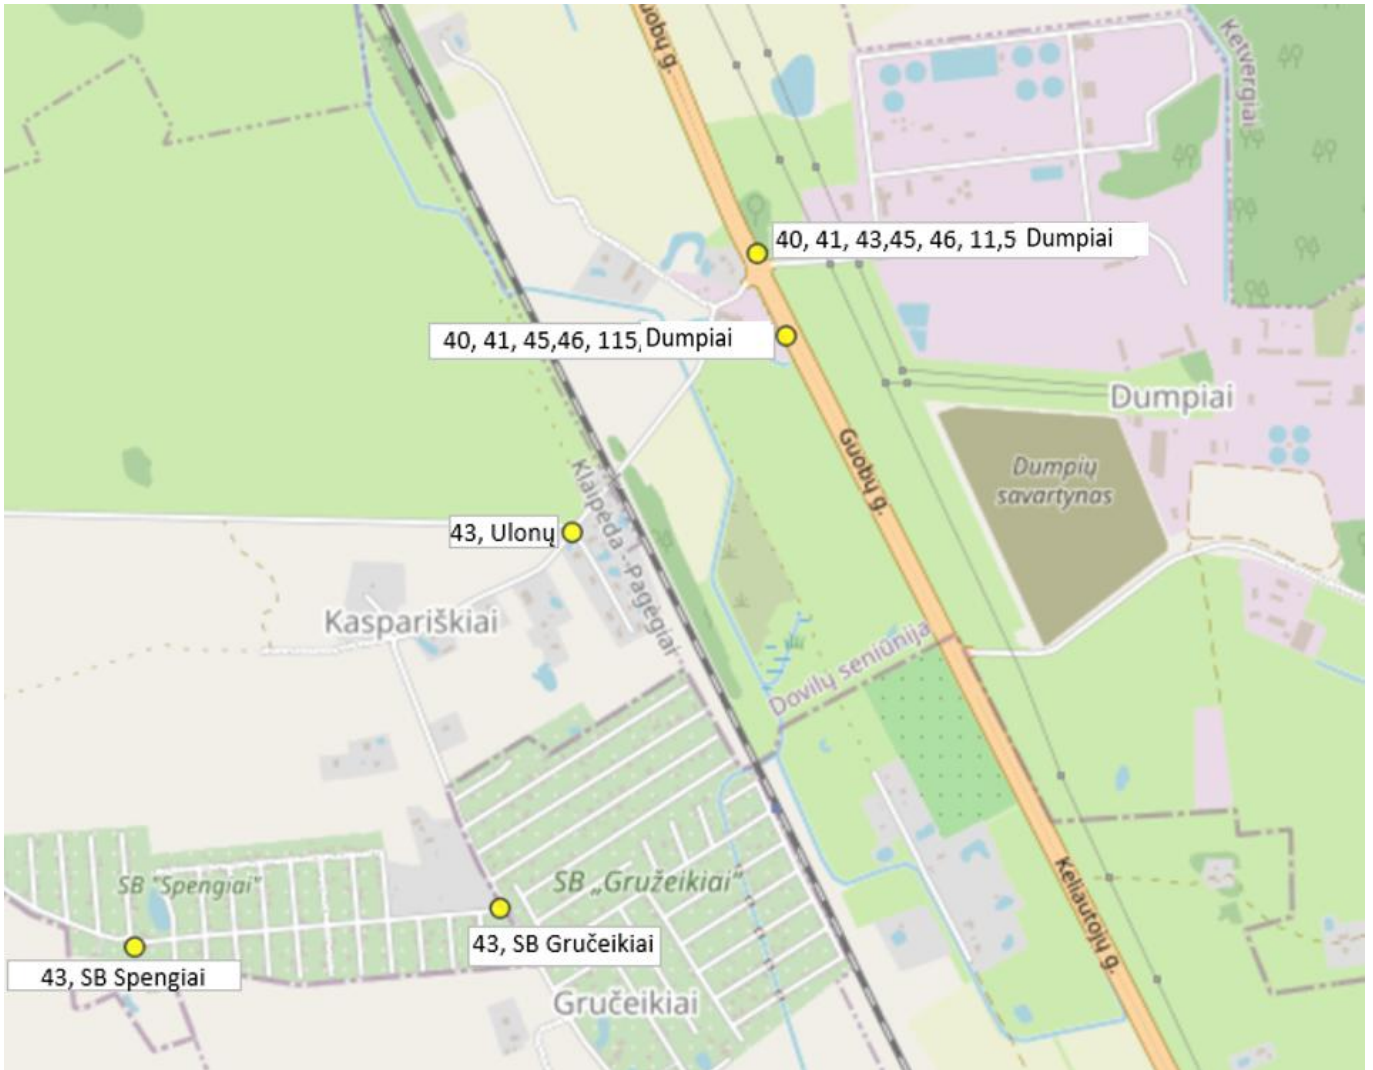 uobų g.
Ketvergiai
40, 41, 43,45, 46, 11,5 Dumpiai
40, 41, 45,46, 115, Dumpiai
Dumpiai
Guobų g.
Dumpių
savartynas
Klaipėda - Pagėgiai
43, Ulonų
Kaspariškiai
Dovilų seniūnija
SB "Spengiai"
SB „Gružeikiai“
Keliautojų g.
43, SB Gručeikiai
43, SB Spengiai
Gručeikiai